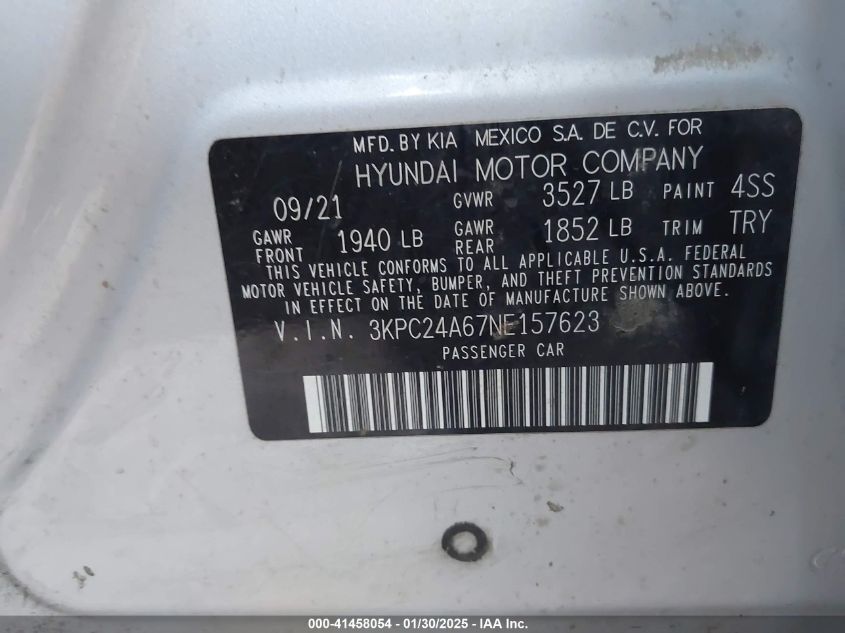 MFD. BY KIA MEXICO S.A. DE C.V. FOR
HYUNDAI MOTOR COMPANY
09/21 GVWR 3527 LB PAINT 4SS
GAWR FRONT 1940 LB GAWR REAR 1852 LB TRIM TRY
THIS VEHICLE CONFORMS TO ALL APPLICABLE U.S.A. FEDERAL
MOTOR VEHICLE SAFETY, BUMPER, AND THEFT PREVENTION STANDARDS
IN EFFECT ON THE DATE OF MANUFACTURE SHOWN ABOVE.
V.I.N. 3KPC24A67NE157623
PASSENGER CAR
000-41458054 - 01/30/2025 - IAA Inc.